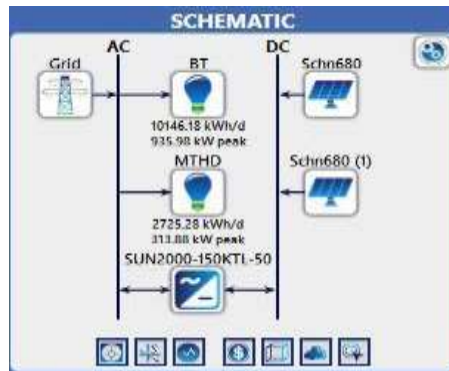 SCHEMATIC
AC
DC
Grid
BT
Schn680
10146.18 kWh/d
935.98 kW peak
MTHD
Schn680 (1)
2725.28 kWh/d
313.88 kW peak
SUN2000-150KTL-50